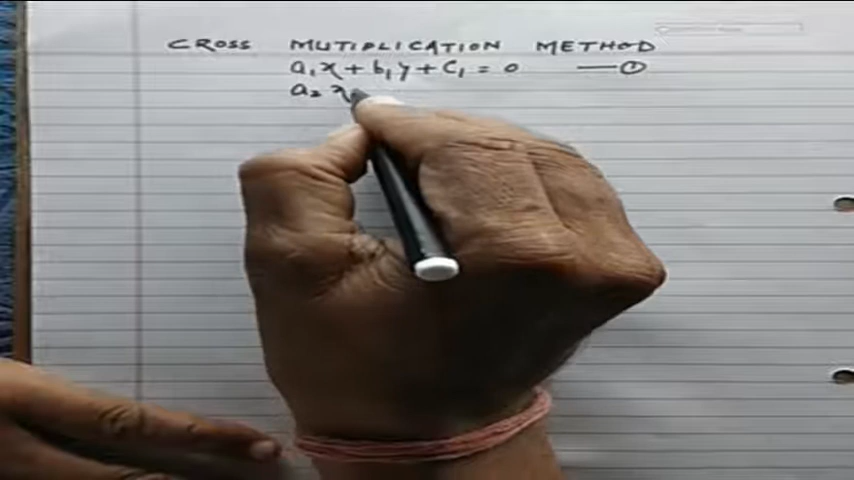 CROSS MUTIPLICATION METHOD
a₁x + b₁y + C₁ = 0 —①
a₂ x